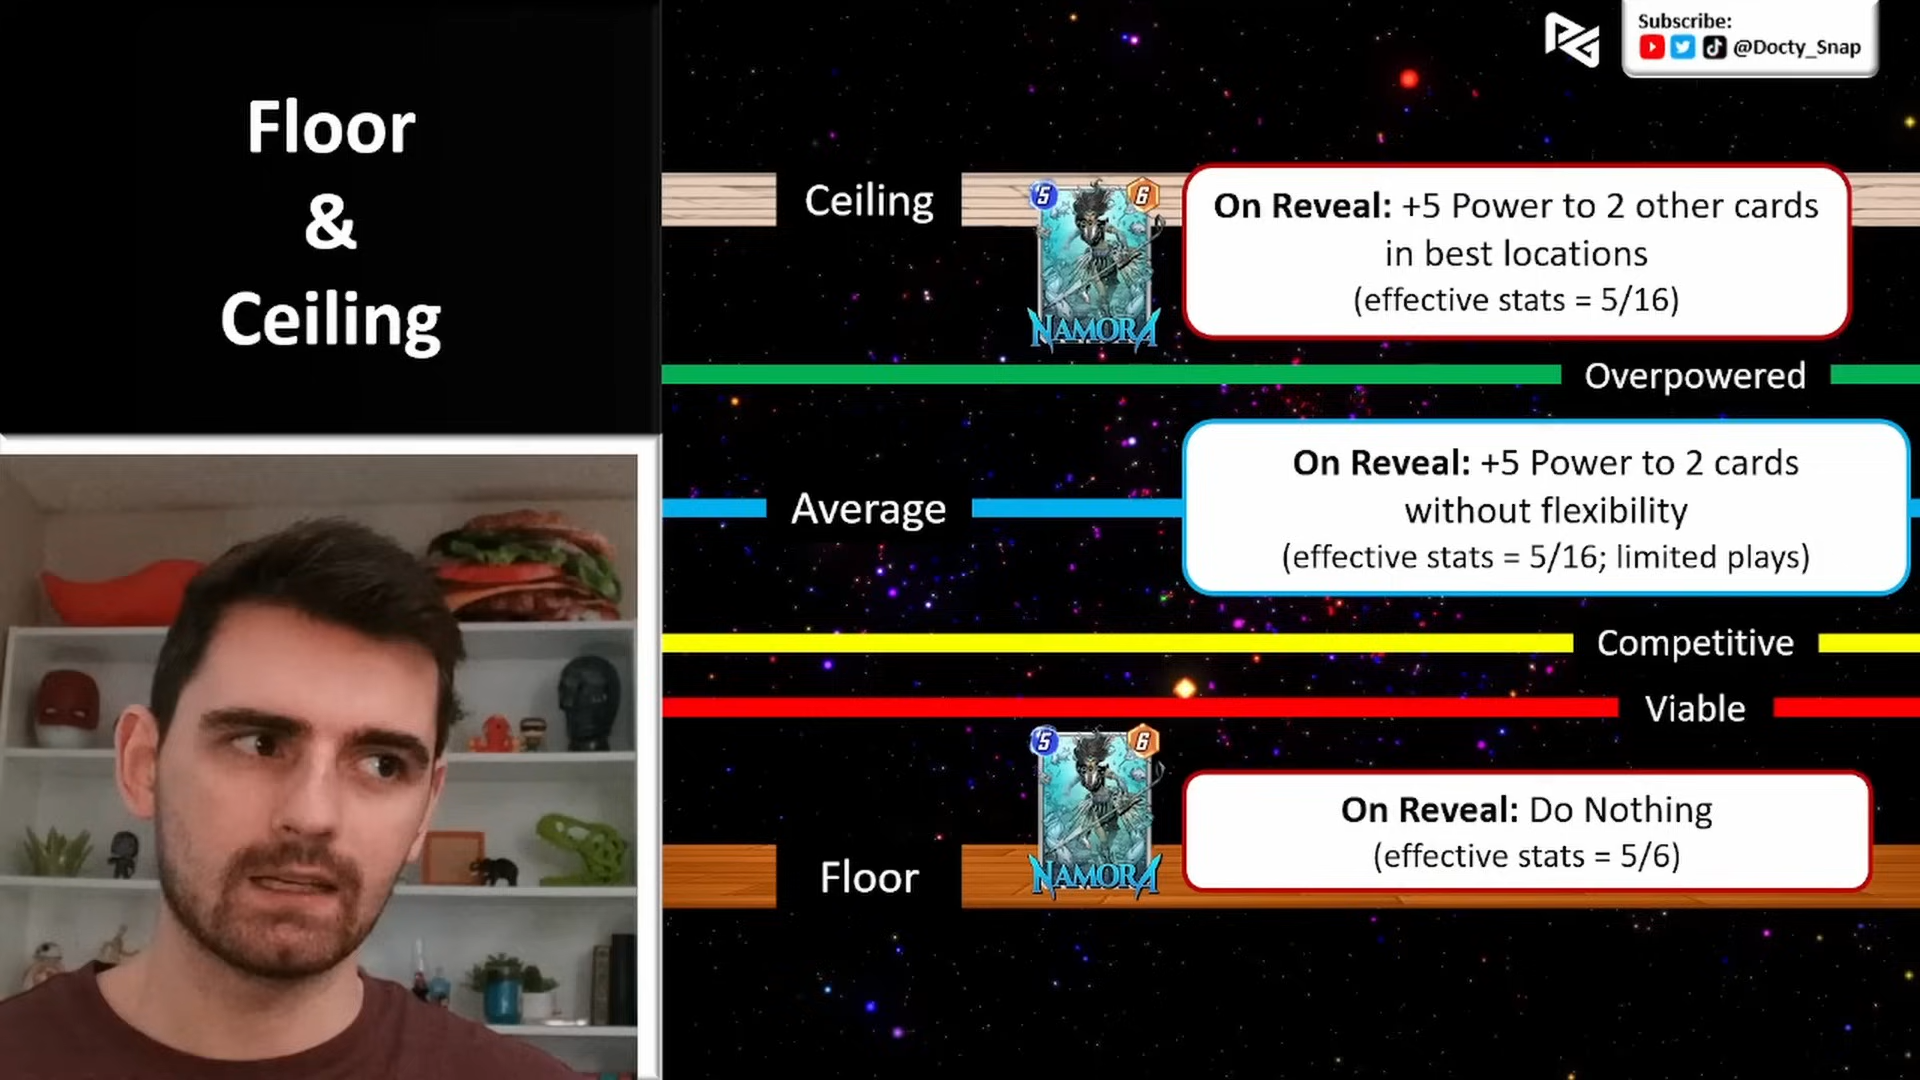 Floor
&
Ceiling
Subscribe:
@Docty_Snap
Ceiling
5 6
NAMORA
On Reveal: +5 Power to 2 other cards
in best locations
(effective stats = 5/16)
Overpowered
Average
On Reveal: +5 Power to 2 cards
without flexibility
(effective stats = 5/16; limited plays)
Competitive
Viable
Floor
5 6
NAMORA
On Reveal: Do Nothing
(effective stats = 5/6)